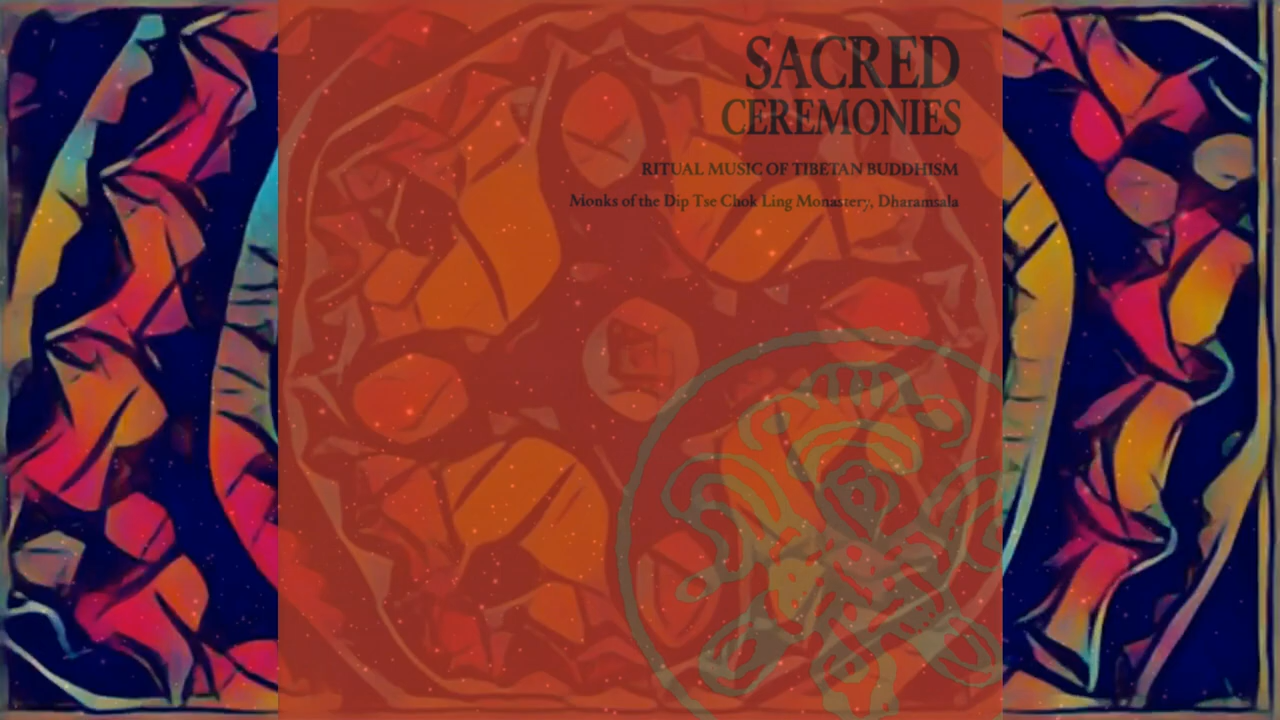 SACRED
CEREMONIES
RITUAL MUSIC OF TIBETAN BUDDHISM
Monks of the Dip Tse Chok Ling Monastery, Dharamsala